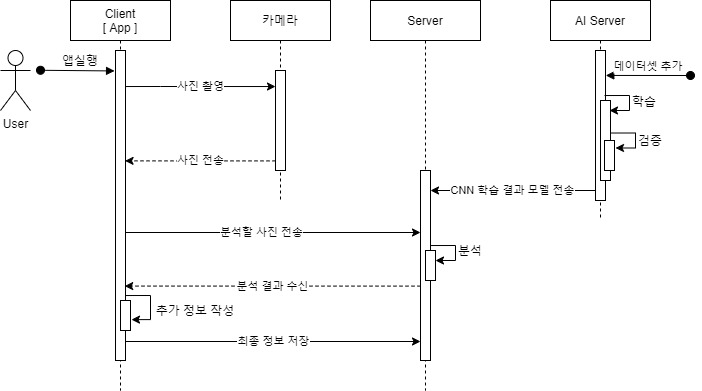 Client
[ App ]
카메라
Server
AI Server
앱실행
데이터셋 추가
사진 촬영
학습
User
검증
사진 전송
CNN 학습 결과 모델 전송
분석할 사진 전송
분석
분석 결과 수신
추가 정보 작성
최종 정보 저장